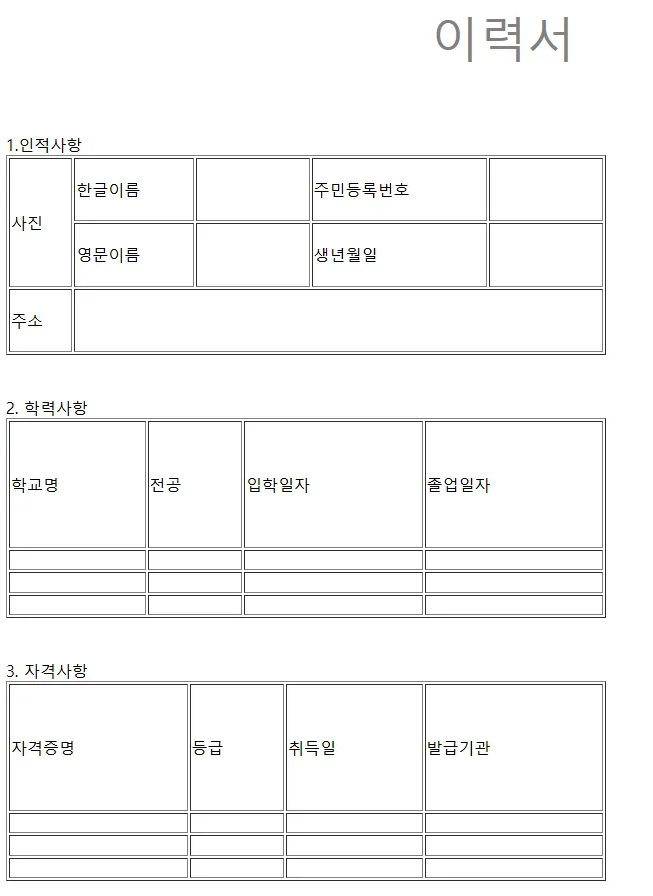 이력서
1.인적사항
사진 한글이름 주민등록번호
영문이름 생년월일
주소
2. 학력사항
학교명 전공 입학일자 졸업일자
3. 자격사항
자격증명 등급 취득일 발급기관